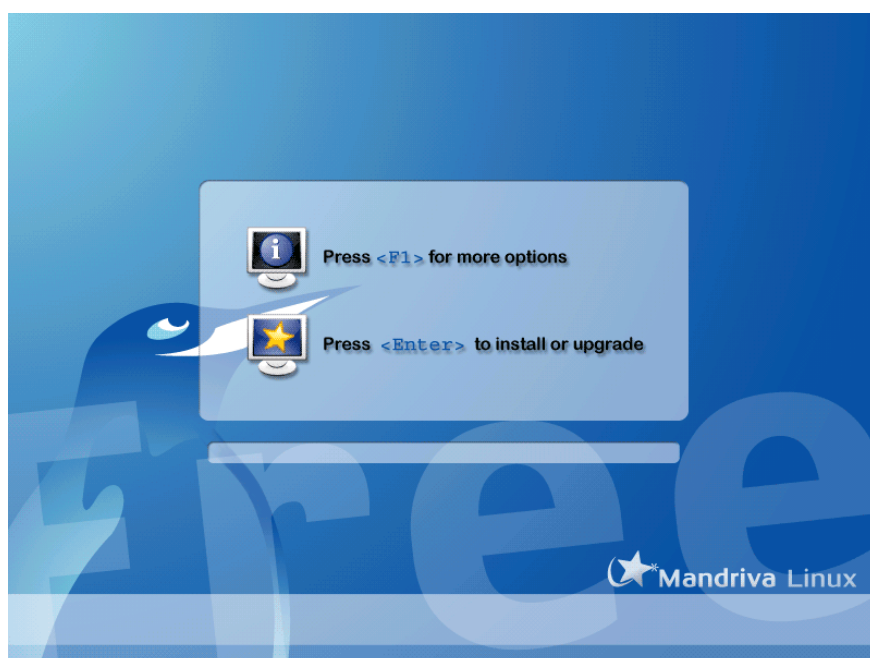 Press <F1> for more options
Press <Enter> to install or upgrade
Free
Mandriva Linux